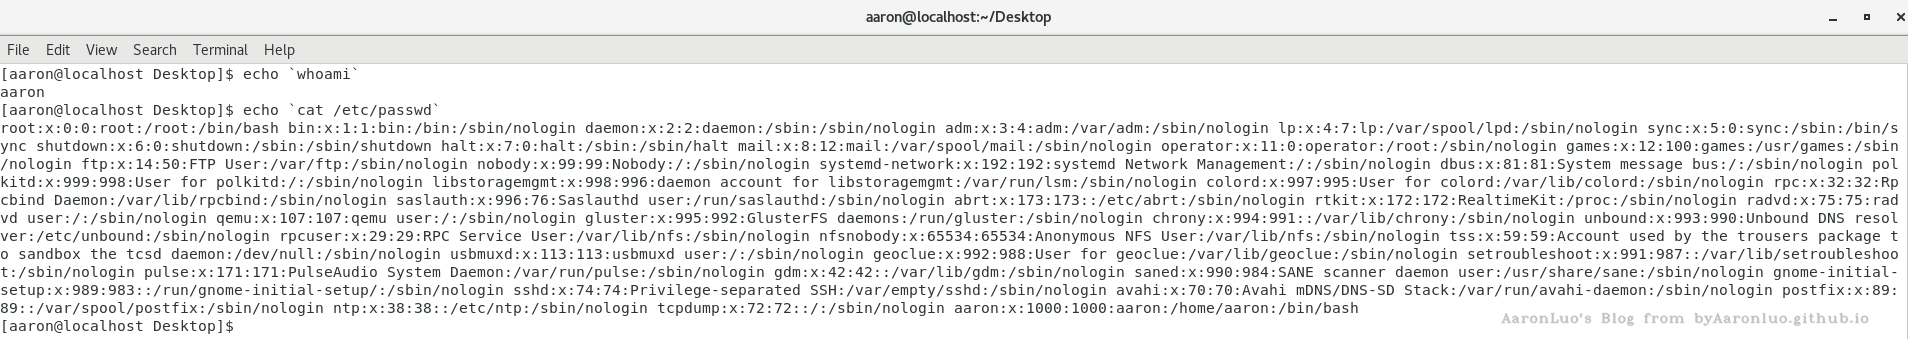 aaron@localhost:~/Desktop
File Edit View Search Terminal Help
[aaron@localhost Desktop]$ echo `whoami`
aaron
[aaron@localhost Desktop]$ echo `cat /etc/passwd`
root:x:0:0:root:/root:/bin/bash bin:x:1:1:bin:/bin:/sbin/nologin daemon:x:2:2:daemon:/sbin:/sbin/nologin adm:x:3:4:adm:/var/adm:/sbin/nologin lp:x:4:7:lp:/var/spool/lpd:/sbin/nologin sync:x:5:0:sync:/sbin:/bin/s
ync shutdown:x:6:0:shutdown:/sbin:/sbin/shutdown halt:x:7:0:halt:/sbin:/sbin/halt mail:x:8:12:mail:/var/spool/mail:/sbin/nologin operator:x:11:0:operator:/root:/sbin/nologin games:x:12:100:games:/usr/games:/sbin
/nologin ftp:x:14:50:FTP User:/var/ftp:/sbin/nologin nobody:x:99:99:Nobody:/:/sbin/nologin systemd-network:x:192:192:systemd Network Management:/:/sbin/nologin dbus:x:81:81:System message bus:/:/sbin/nologin pol
kitd:x:999:998:User for polkitd:/:/sbin/nologin libstoragemgmt:x:998:996:daemon account for libstoragemgmt:/var/run/lsm:/sbin/nologin colord:x:997:995:User for colord:/var/lib/colord:/sbin/nologin rpc:x:32:32:Rp
cbind Daemon:/var/lib/rpcbind:/sbin/nologin saslauth:x:996:76:Saslauthd user:/run/saslauthd:/sbin/nologin abrt:x:173:173::/etc/abrt:/sbin/nologin rtkit:x:172:172:RealtimeKit:/proc:/sbin/nologin radvd:x:75:75:rad
vd user:/:/sbin/nologin qemu:x:107:107:qemu user:/:/sbin/nologin gluster:x:995:992:GlusterFS daemons:/run/gluster:/sbin/nologin chrony:x:994:991::/var/lib/chrony:/sbin/nologin unbound:x:993:990:Unbound DNS resol
ver:/etc/unbound:/sbin/nologin rpcuser:x:29:29:RPC Service User:/var/lib/nfs:/sbin/nologin nfsnobody:x:65534:65534:Anonymous NFS User:/var/lib/nfs:/sbin/nologin tss:x:59:59:Account used by the trousers package t
o sandbox the tcsd daemon:/dev/null:/sbin/nologin usbmuxd:x:113:113:usbmuxd user:/:/sbin/nologin geoclue:x:992:988:User for geoclue:/var/lib/geoclue:/sbin/nologin setroubleshoot:x:991:987::/var/lib/setroubleshoo
t:/sbin/nologin pulse:x:171:171:PulseAudio System Daemon:/var/run/pulse:/sbin/nologin gdm:x:42:42::/var/lib/gdm:/sbin/nologin saned:x:990:984:SANE scanner daemon user:/usr/share/sane:/sbin/nologin gnome-initial-
setup:x:989:983::/run/gnome-initial-setup/:/sbin/nologin sshd:x:74:74:Privilege-separated SSH:/var/empty/sshd:/sbin/nologin avahi:x:70:70:Avahi mDNS/DNS-SD Stack:/var/run/avahi-daemon:/sbin/nologin postfix:x:89:
89::/var/spool/postfix:/sbin/nologin ntp:x:38:38::/etc/ntp:/sbin/nologin tcpdump:x:72:72::/:/sbin/nologin aaron:x:1000:1000:aaron:/home/aaron:/bin/bash
[aaron@localhost Desktop]$
AaronLuo's Blog from byAaronluo.github.io